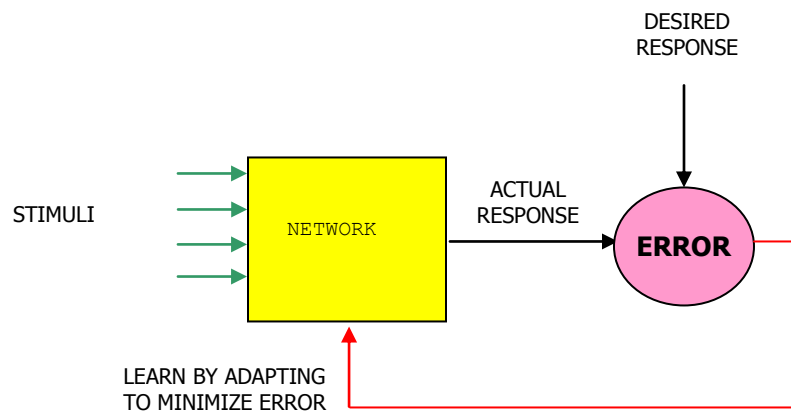 DESIRED
RESPONSE
STIMULI
NETWORK
ACTUAL
RESPONSE
ERROR
LEARN BY ADAPTING
TO MINIMIZE ERROR